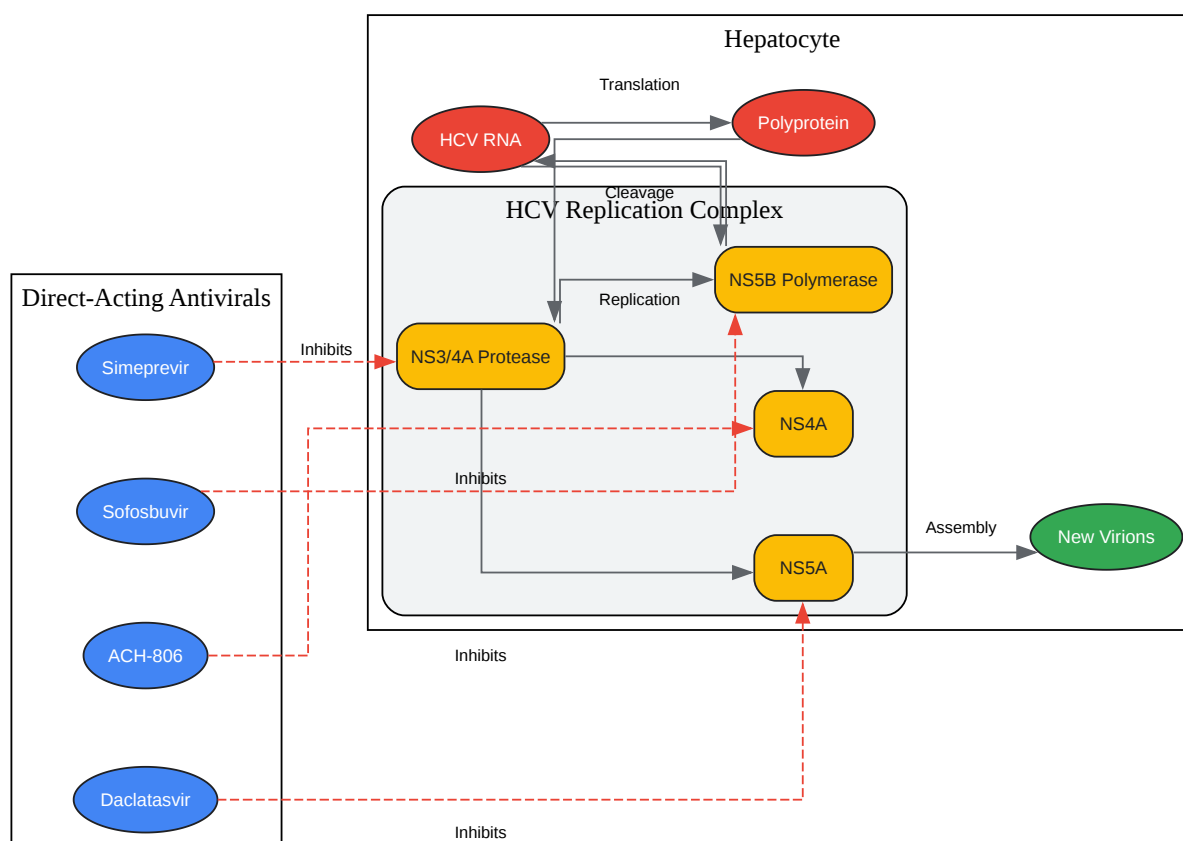 Hepatocyte
Translation
HCV RNA
Polyprotein
Cleavage
HCV Replication Complex
NS5B Polymerase
Replication
NS3/4A Protease
NS4A
NS5A
Assembly
New Virions
Direct-Acting Antivirals
Simeprevir
Inhibits
Sofosbuvir
Inhibits
ACH-806
Inhibits
Daclatasvir
Inhibits